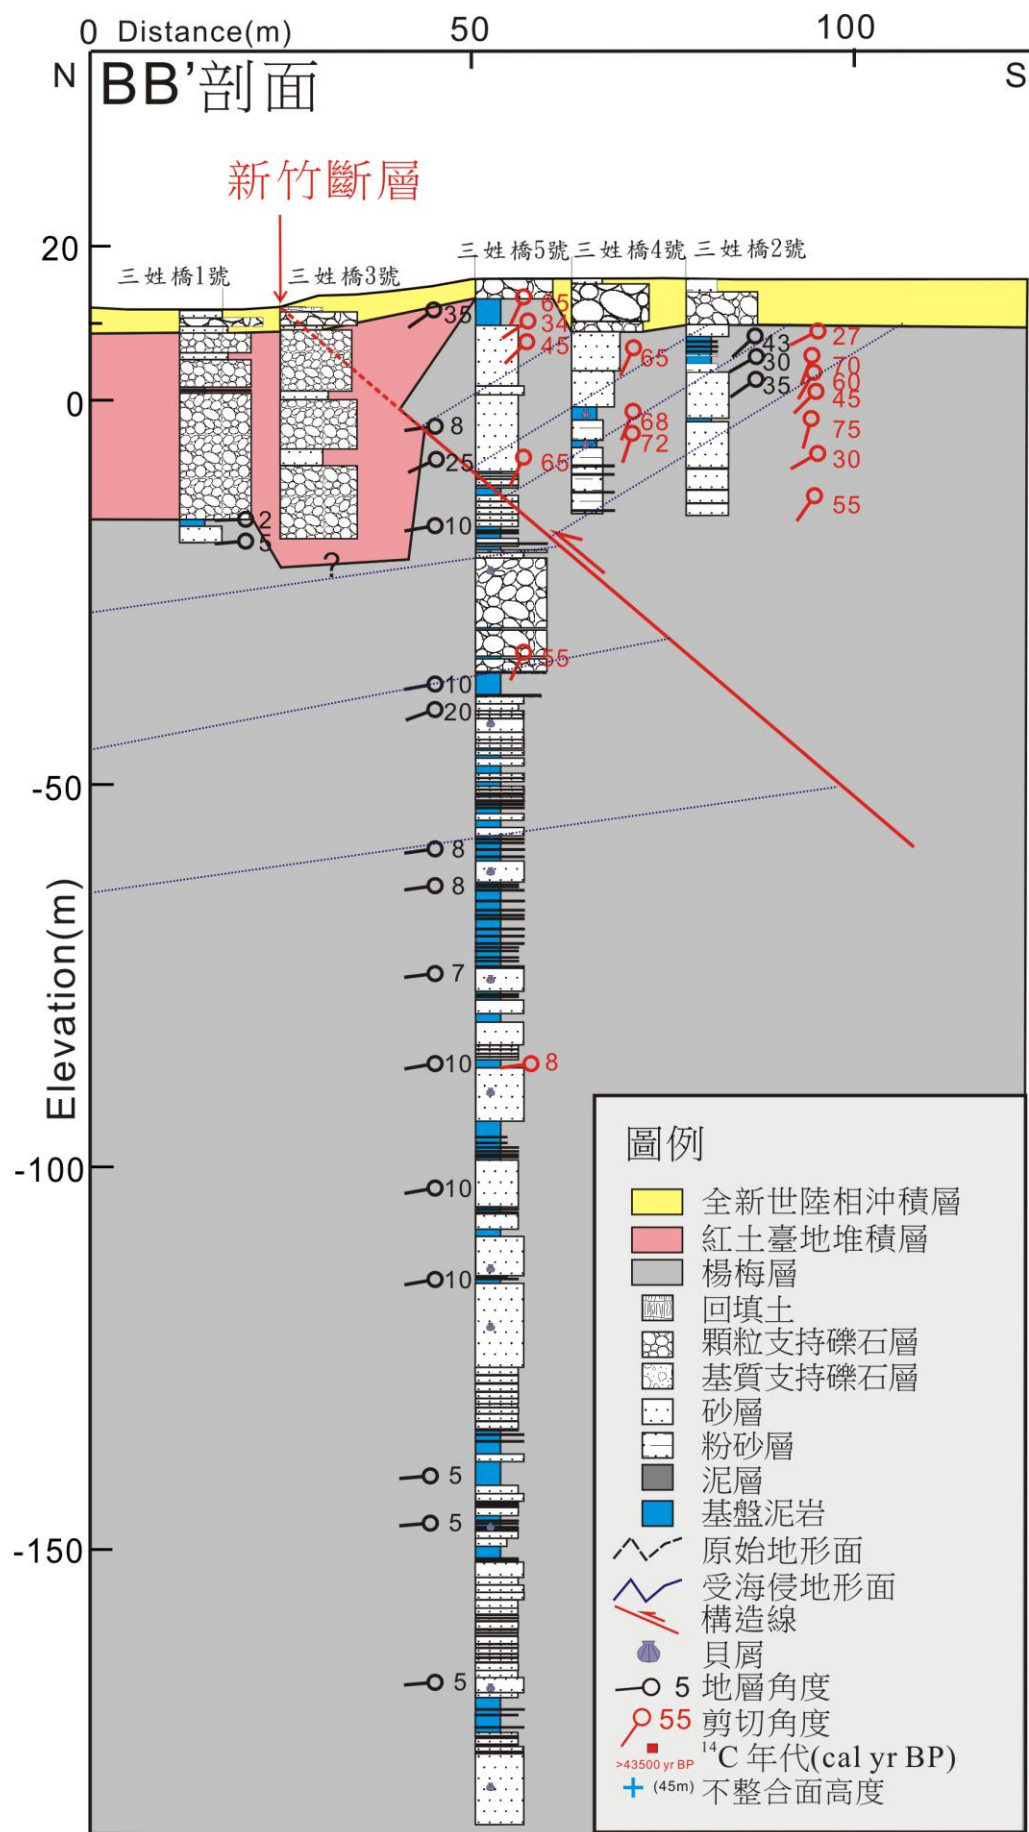 0 Distance(m) 50 100
N BB'剖面 S
新竹斷層
20
三姓橋5號 三姓橋4號 三姓橋2號
三姓橋1號 三姓橋3號
35 65
34
45 65
43 27
30 70
35 60
45
0
8 68
72 75
25 65 30
10 55
2
5
?
55
10
20
-50
8
8
Elevation(m)
7
10 8
-100
10
10
5
5
-150
5
圖例
全新世陸相沖積層
紅土臺地堆積層
楊梅層
回填土
顆粒支持礫石層
基質支持礫石層
砂層
粉砂層
泥層
基盤泥岩
原始地形面
受海侵地形面
構造線
貝屑
5 地層角度
55 剪切角度
>43500 yr BP ¹⁴C 年代(cal yr BP)
(45m) 不整合面高度